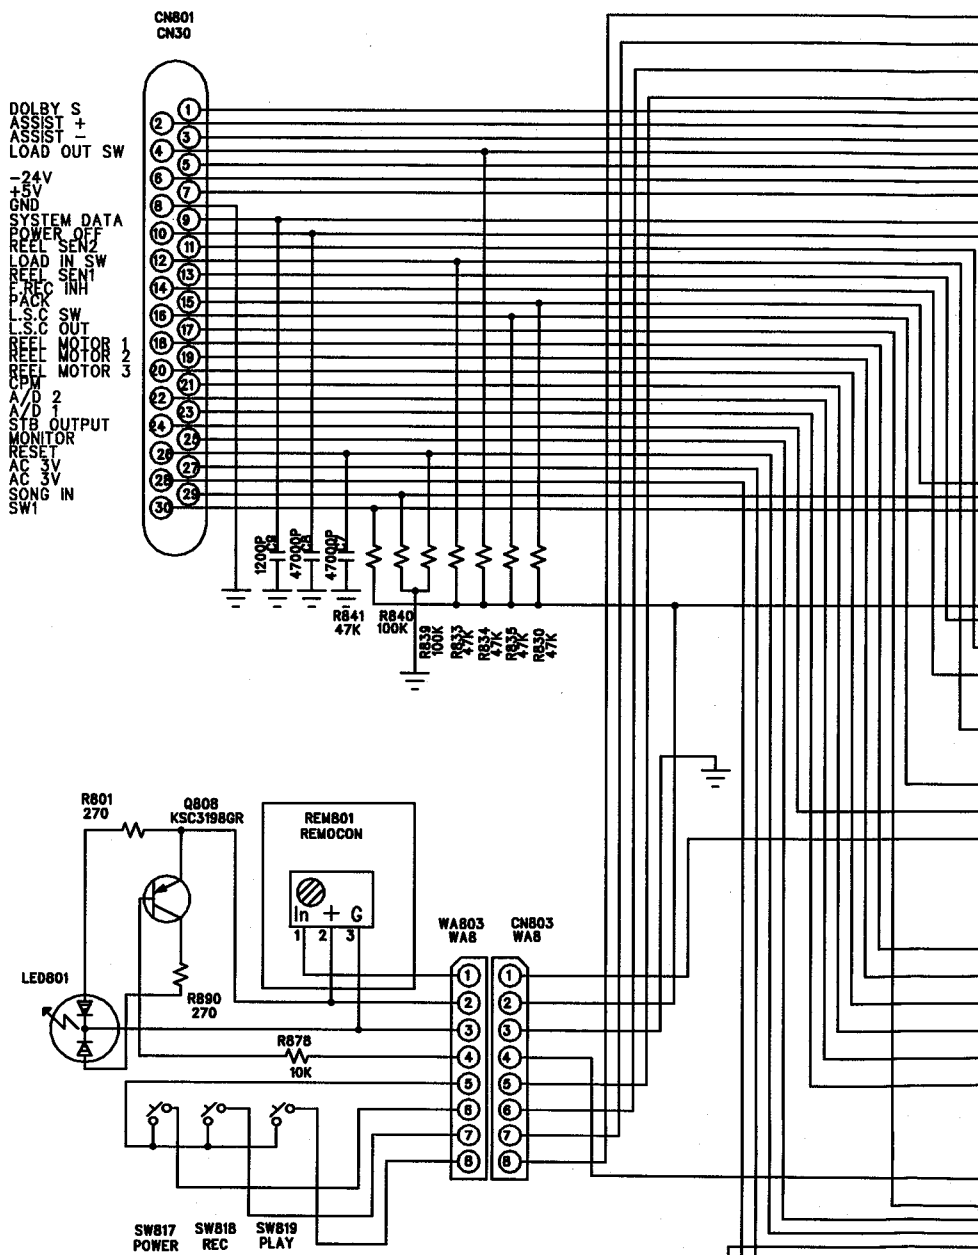 CN801
CN30
DOLBY S
ASSIST +
ASSIST -
LOAD OUT SW
-24V
+5V
GND
SYSTEM DATA
POWER OFF
REEL SEN2
LOAD IN SW
REEL SEN1
F.REC INH
PACK
L.S.C SW
L.S.C OUT
REEL MOTOR 1
REEL MOTOR 2
REEL MOTOR 3
CPM
A/D 2
A/D 1
STB OUTPUT
MONITOR
RESET
AC 3V
AC 3V
SONG IN
SW1
1
2
3
4
5
6
7
8
9
10
11
12
13
14
15
16
17
18
19
20
21
22
23
24
25
26
27
28
29
30
1200P
C9
47000P
C8
47000P
C7
R841
47K
R840
100K
R839
100K
R833
47K
R834
47K
R835
47K
R830
47K
R801
270
Q808
KSC3198GR
REM801
REMOCON
In + G
1 2 3
WA803
WA8
CN803
WA8
LED801
R890
270
R878
10K
1 1
2 2
3 3
4 4
5 5
6 6
7 7
8 8
SW817
POWER
SW818
REC
SW819
PLAY